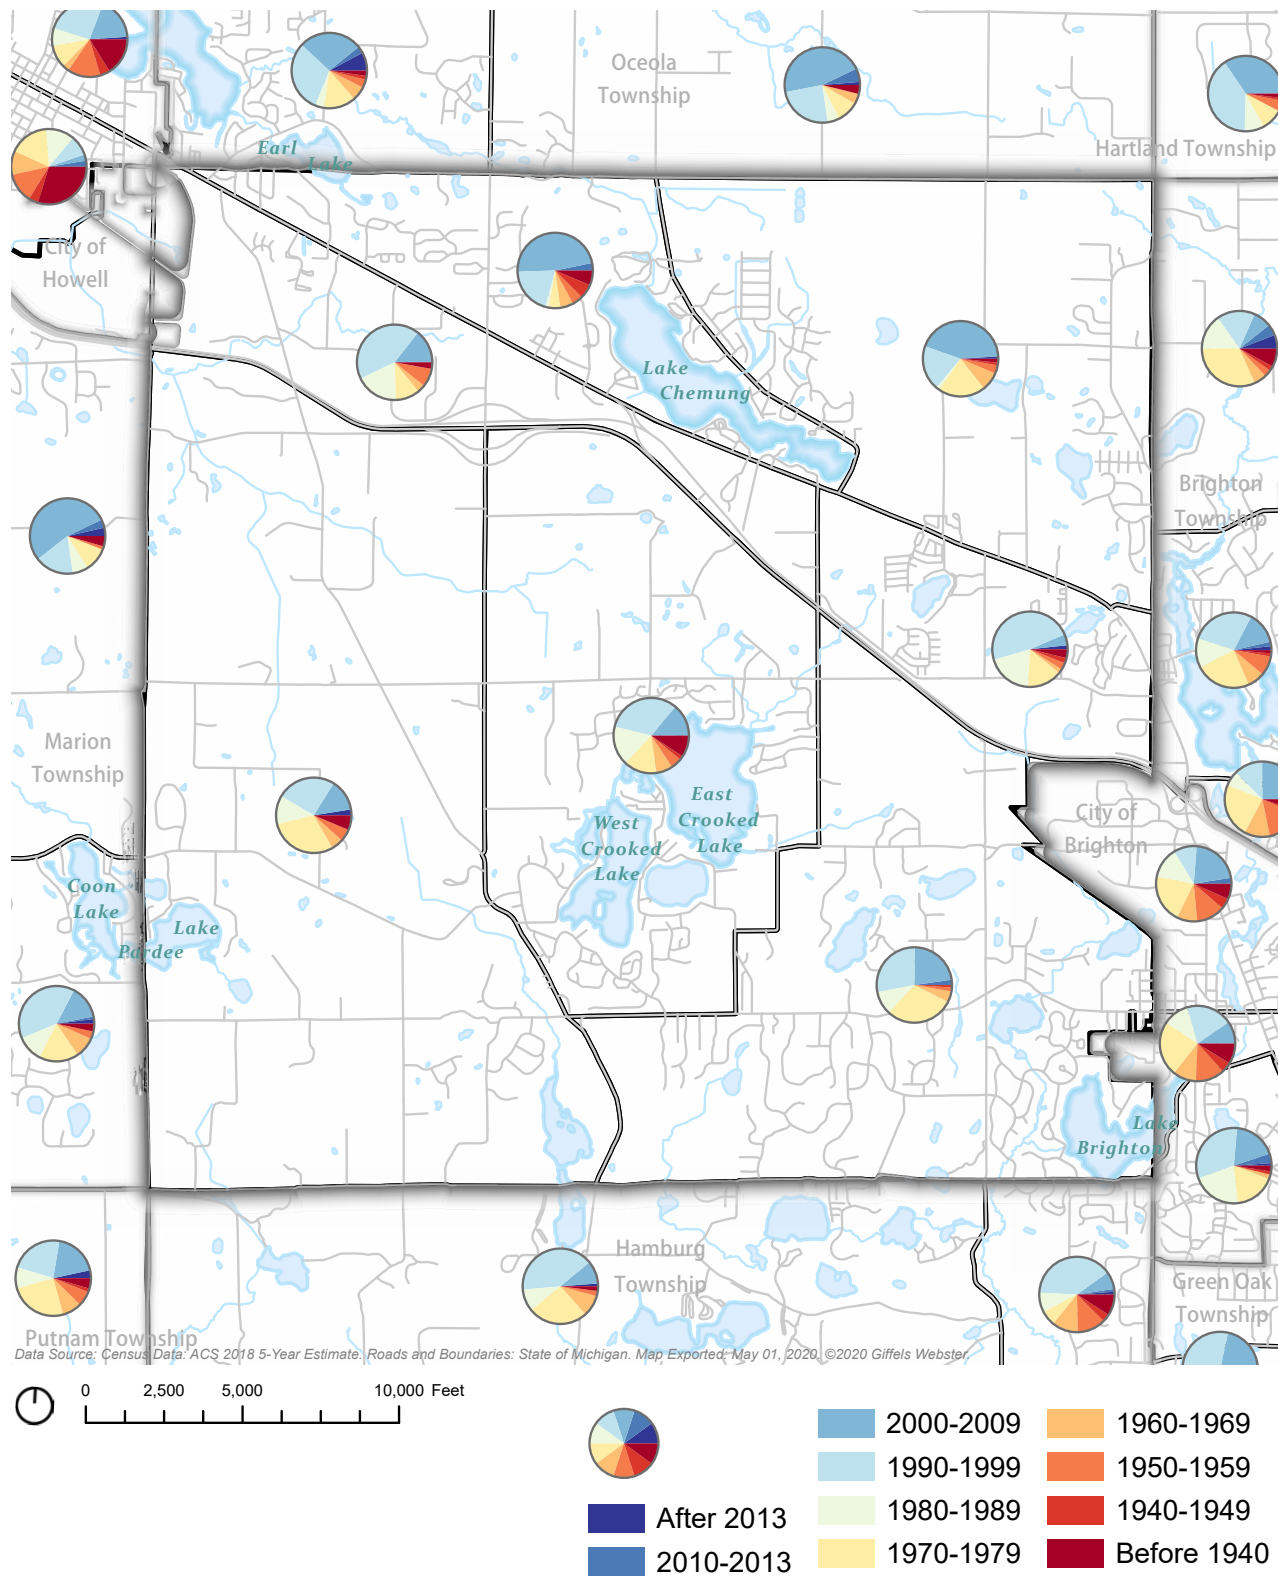 Oceola
Township
Hartland Township
Earl
Lake
City of
Howell
Lake
Chemung
Brighton
Township
Marion
Township
East
Crooked
Lake
West
Crooked
Lake
City of
Brighton
Coon
Lake
Lake
Pardee
Lake
Brighton
Hamburg
Township
Green Oak
Township
Putnam Township
Data Source: Census Data: ACS 2018 5-Year Estimate. Roads and Boundaries: State of Michigan. Map Exported: May 01, 2020. ©2020 Giffels Webster.
0 2,500 5,000 10,000 Feet
After 2013
2010-2013
2000-2009
1990-1999
1980-1989
1970-1979
1960-1969
1950-1959
1940-1949
Before 1940